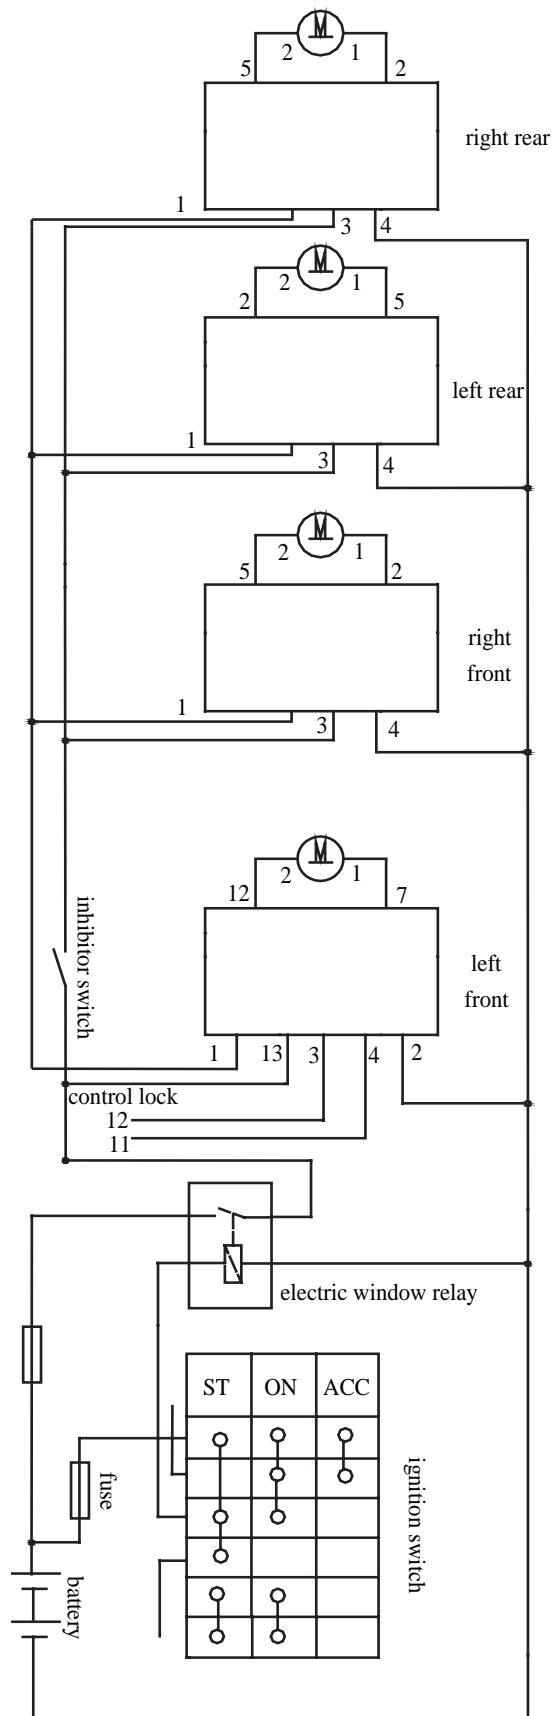 2 1
5 2
right rear
1
3 4
2 1
2 5
left rear
1
3 4
2 1
5 2
right
front
1
3 4
2 1
12 7
inhibitor switch
left
front
1 13 3 4 2
control lock
12
11
electric window relay
ST ON ACC
fuse
ignition switch
battery